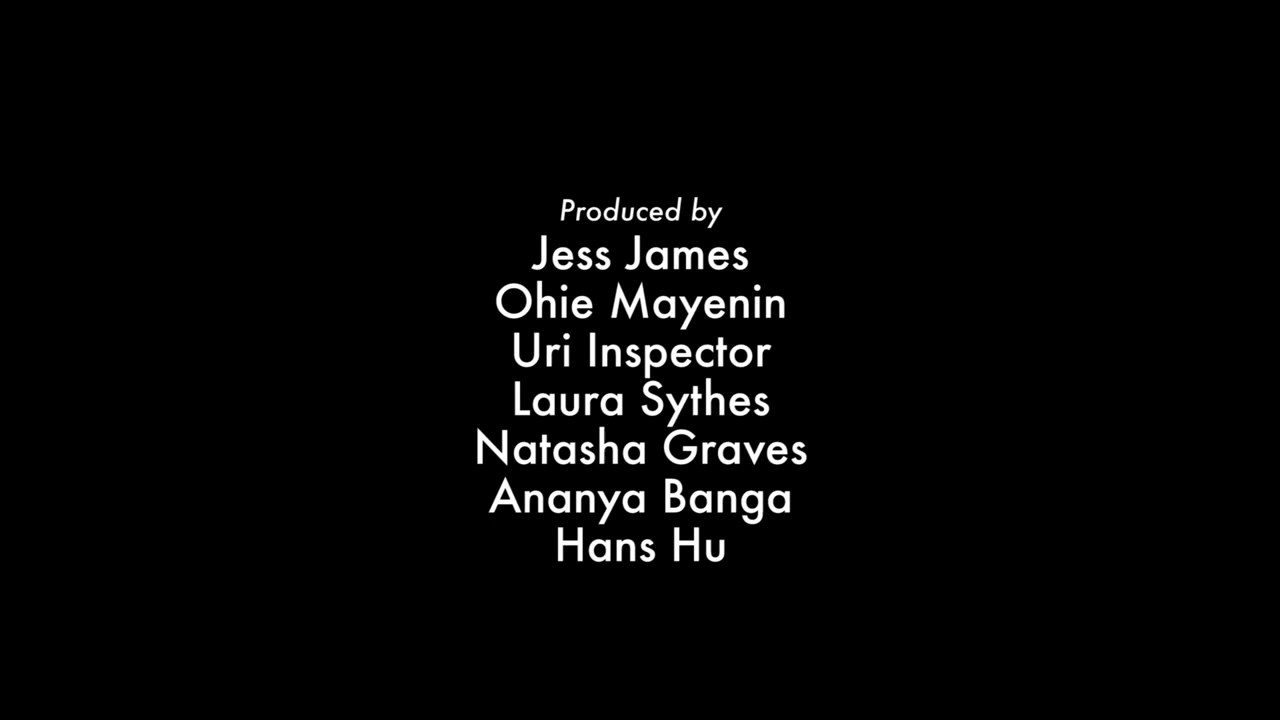 Produced by
Jess James
Ohie Mayenin
Uri Inspector
Laura Sythes
Natasha Graves
Ananya Banga
Hans Hu